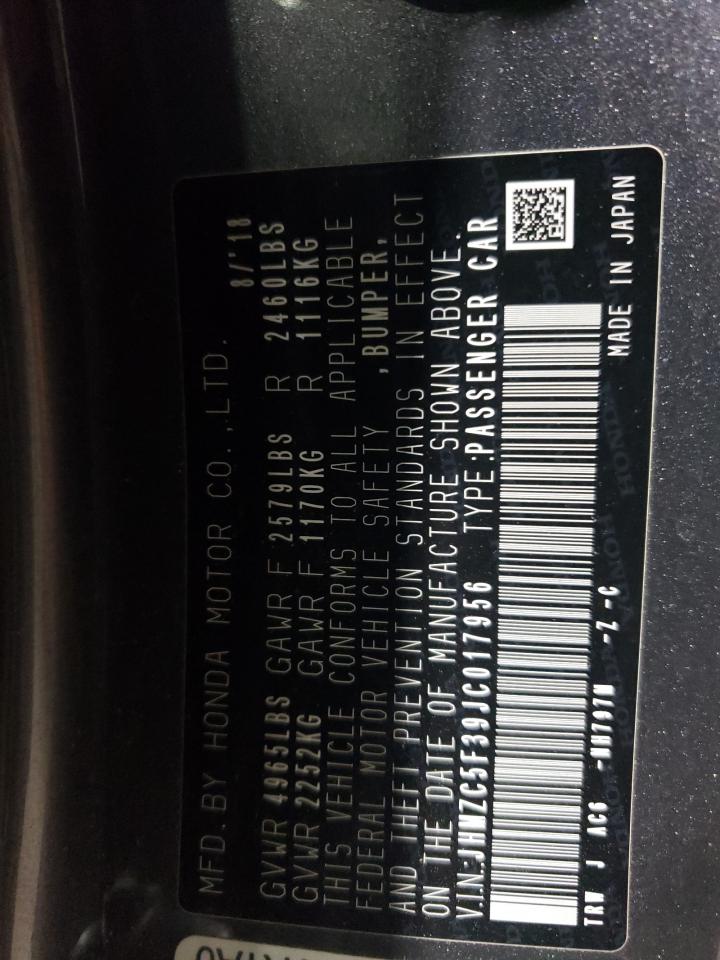 MFD. BY HONDA MOTOR CO., LTD. 8/'18
GVWR 4965LBS GAWR F 2579LBS R 2460LBS
GVWR 2252KG GAWR F 1170KG R 1116KG
THIS VEHICLE CONFORMS TO ALL APPLICABLE
FEDERAL MOTOR VEHICLE SAFETY ,BUMPER,
AND THEFT PREVENTION STANDARDS IN EFFECT
ON THE DATE OF MANUFACTURE SHOWN ABOVE.
V.I.N:JHMZC5F39JC017956 TYPE:PASSENGER CAR
TRW J AC6 -NH797M -Z -C MADE IN JAPAN